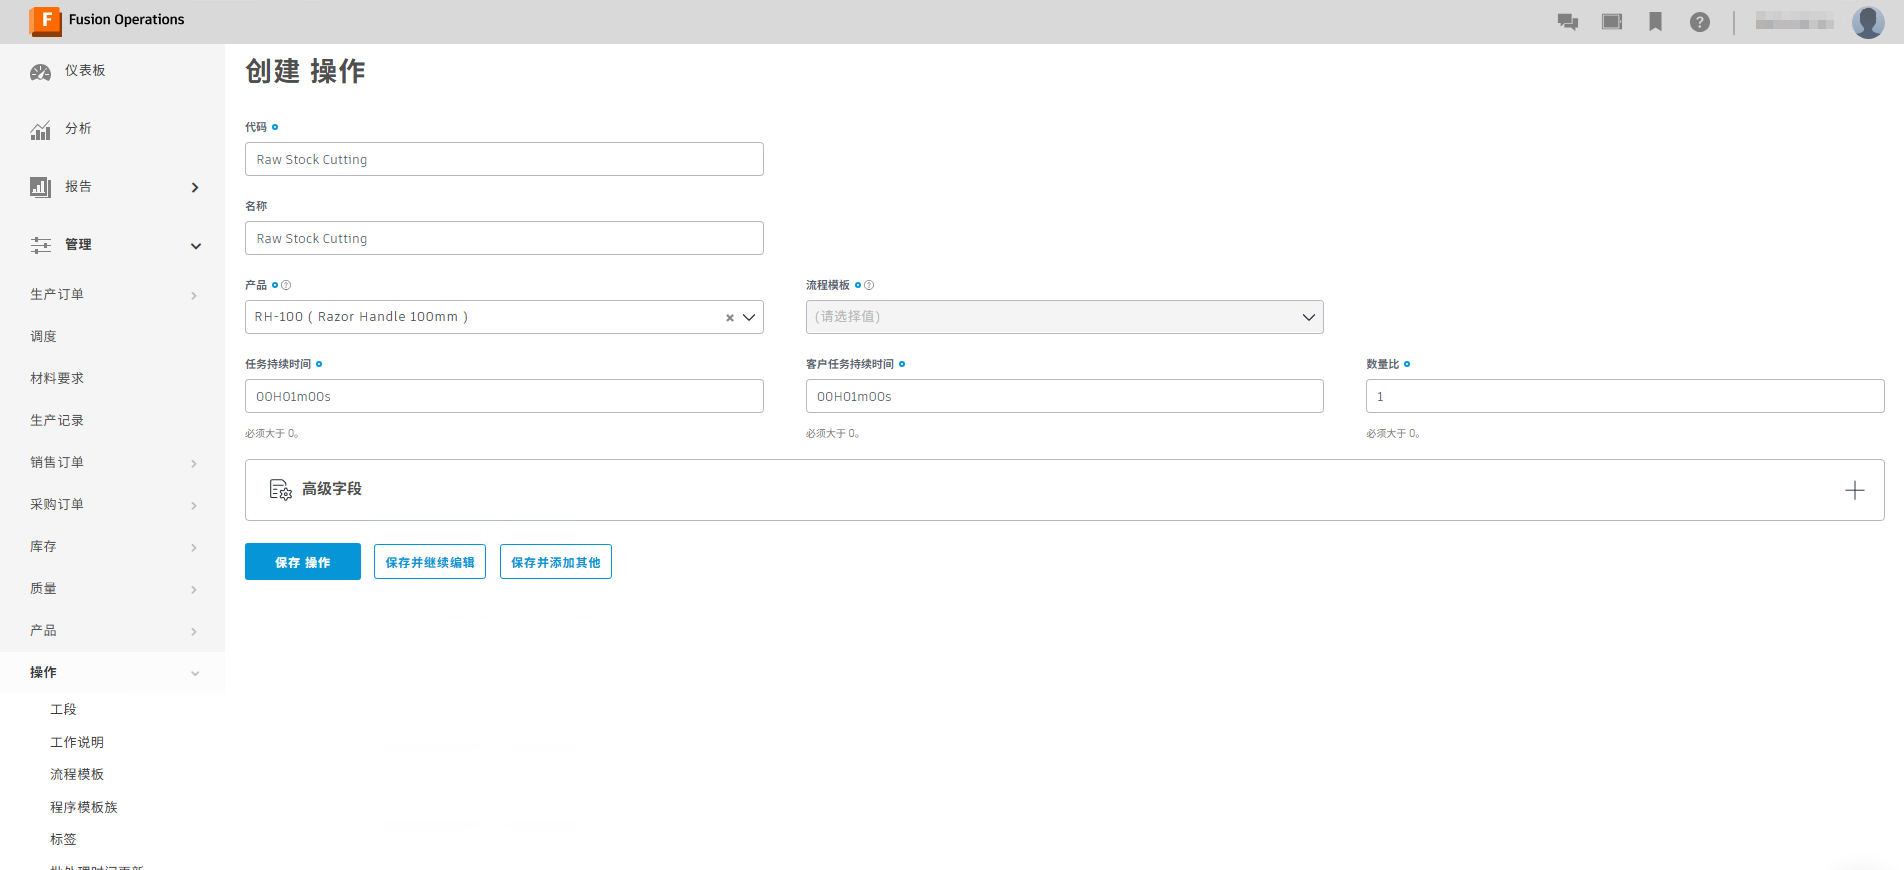 Fusion Operations
仪表板
分析
报告
管理
生产订单
调度
材料要求
生产记录
销售订单
采购订单
库存
质量
产品
操作
工段
工作说明
流程模板
程序模板族
标签
创建 操作
代码
Raw Stock Cutting
名称
Raw Stock Cutting
产品
流程模板
RH-100 ( Razor Handle 100mm )
(请选择值)
任务持续时间
客户任务持续时间
数量比
00H01m00s
00H01m00s
1
必须大于 0。
必须大于 0。
必须大于 0。
高级字段
保存 操作
保存并继续编辑
保存并添加其他